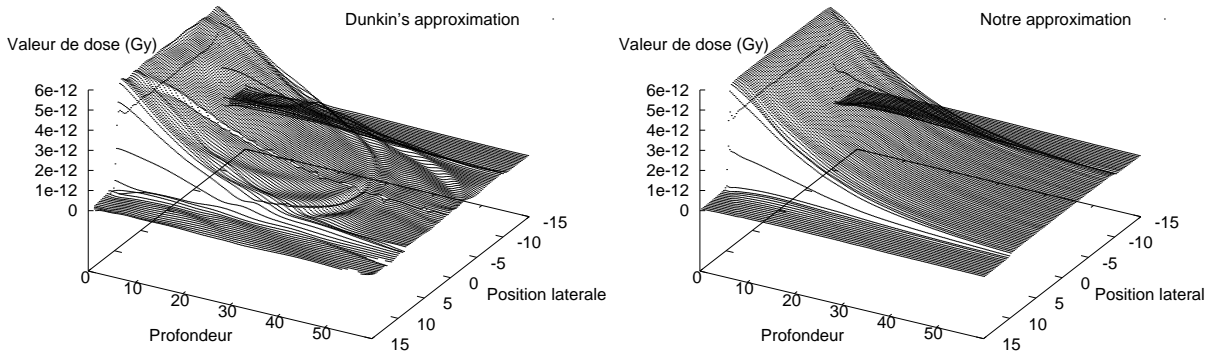 Dunkin's approximation
Valeur de dose (Gy)
6e-12
5e-12
4e-12
3e-12
2e-12
1e-12
0
0
10
20
30
40
50
Profondeur
-15
-10
-5
0
5
10
15
Position laterale
Notre approximation
Valeur de dose (Gy)
6e-12
5e-12
4e-12
3e-12
2e-12
1e-12
0
0
10
20
30
40
50
Profondeur
-15
-10
-5
0
5
10
15
Position lateral